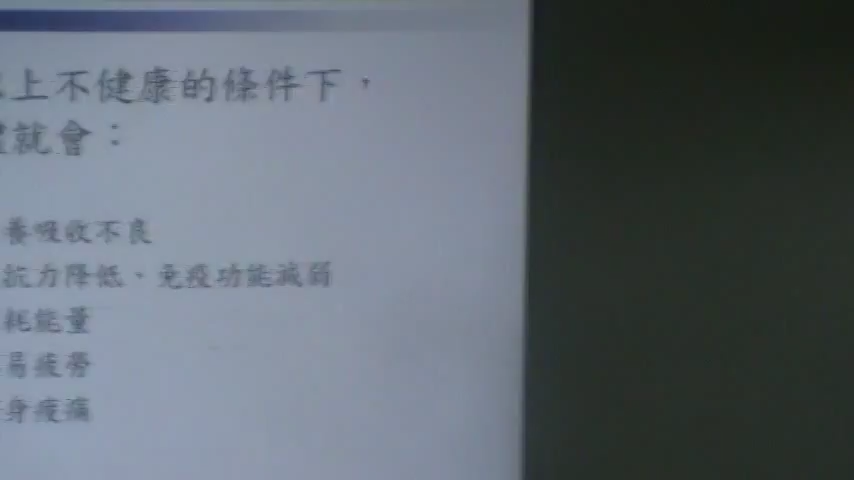 上不健康的條件下，
就會：
養吸收不良
抗力降低、免疫功能減弱
耗能量
易疲勞
身痠痛